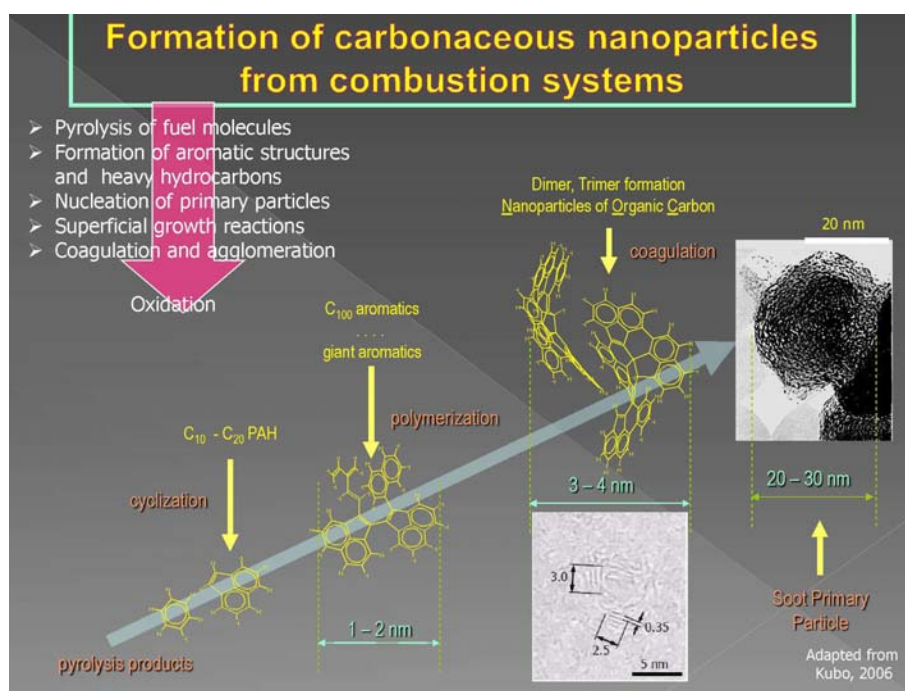 Formation of carbonaceous nanoparticles
from combustion systems
➢ Pyrolysis of fuel molecules
➢ Formation of aromatic structures
and heavy hydrocarbons
➢ Nucleation of primary particles
➢ Superficial growth reactions
➢ Coagulation and agglomeration
Oxidation
Dimer, Trimer formation
Nanoparticles of Organic Carbon
coagulation
20 nm
C₁₀₀ aromatics
. . . .
giant aromatics
polymerization
C₁₀ - C₂₀ PAH
cyclization
3 – 4 nm
20 – 30 nm
3.0
0.35
2.5
5 nm
1 – 2 nm
pyrolysis products
Soot Primary
Particle
Adapted from
Kubo, 2006